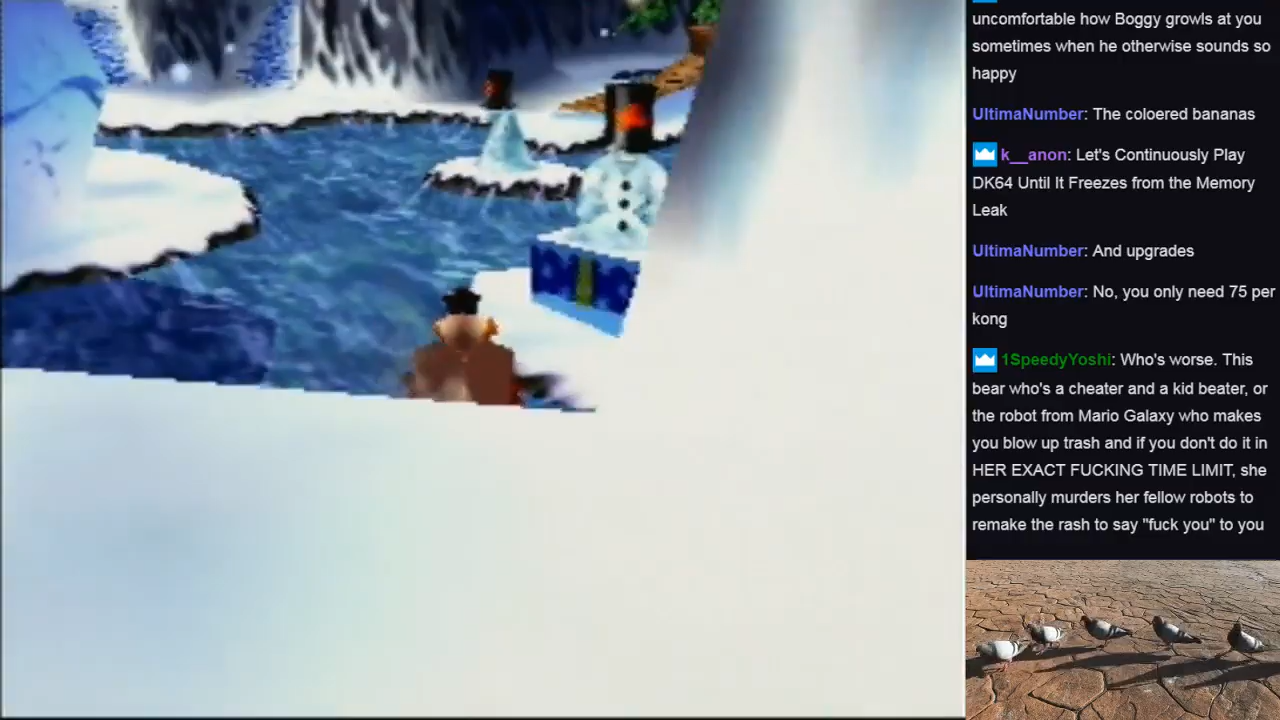 uncomfortable how Boggy growls at you
sometimes when he otherwise sounds so
happy
UltimaNumber: The coloered bananas
k__anon: Let's Continuously Play
DK64 Until It Freezes from the Memory
Leak
UltimaNumber: And upgrades
UltimaNumber: No, you only need 75 per
kong
1SpeedyYoshi: Who's worse. This
bear who's a cheater and a kid beater, or
the robot from Mario Galaxy who makes
you blow up trash and if you don't do it in
HER EXACT FUCKING TIME LIMIT, she
personally murders her fellow robots to
remake the rash to say "fuck you" to you